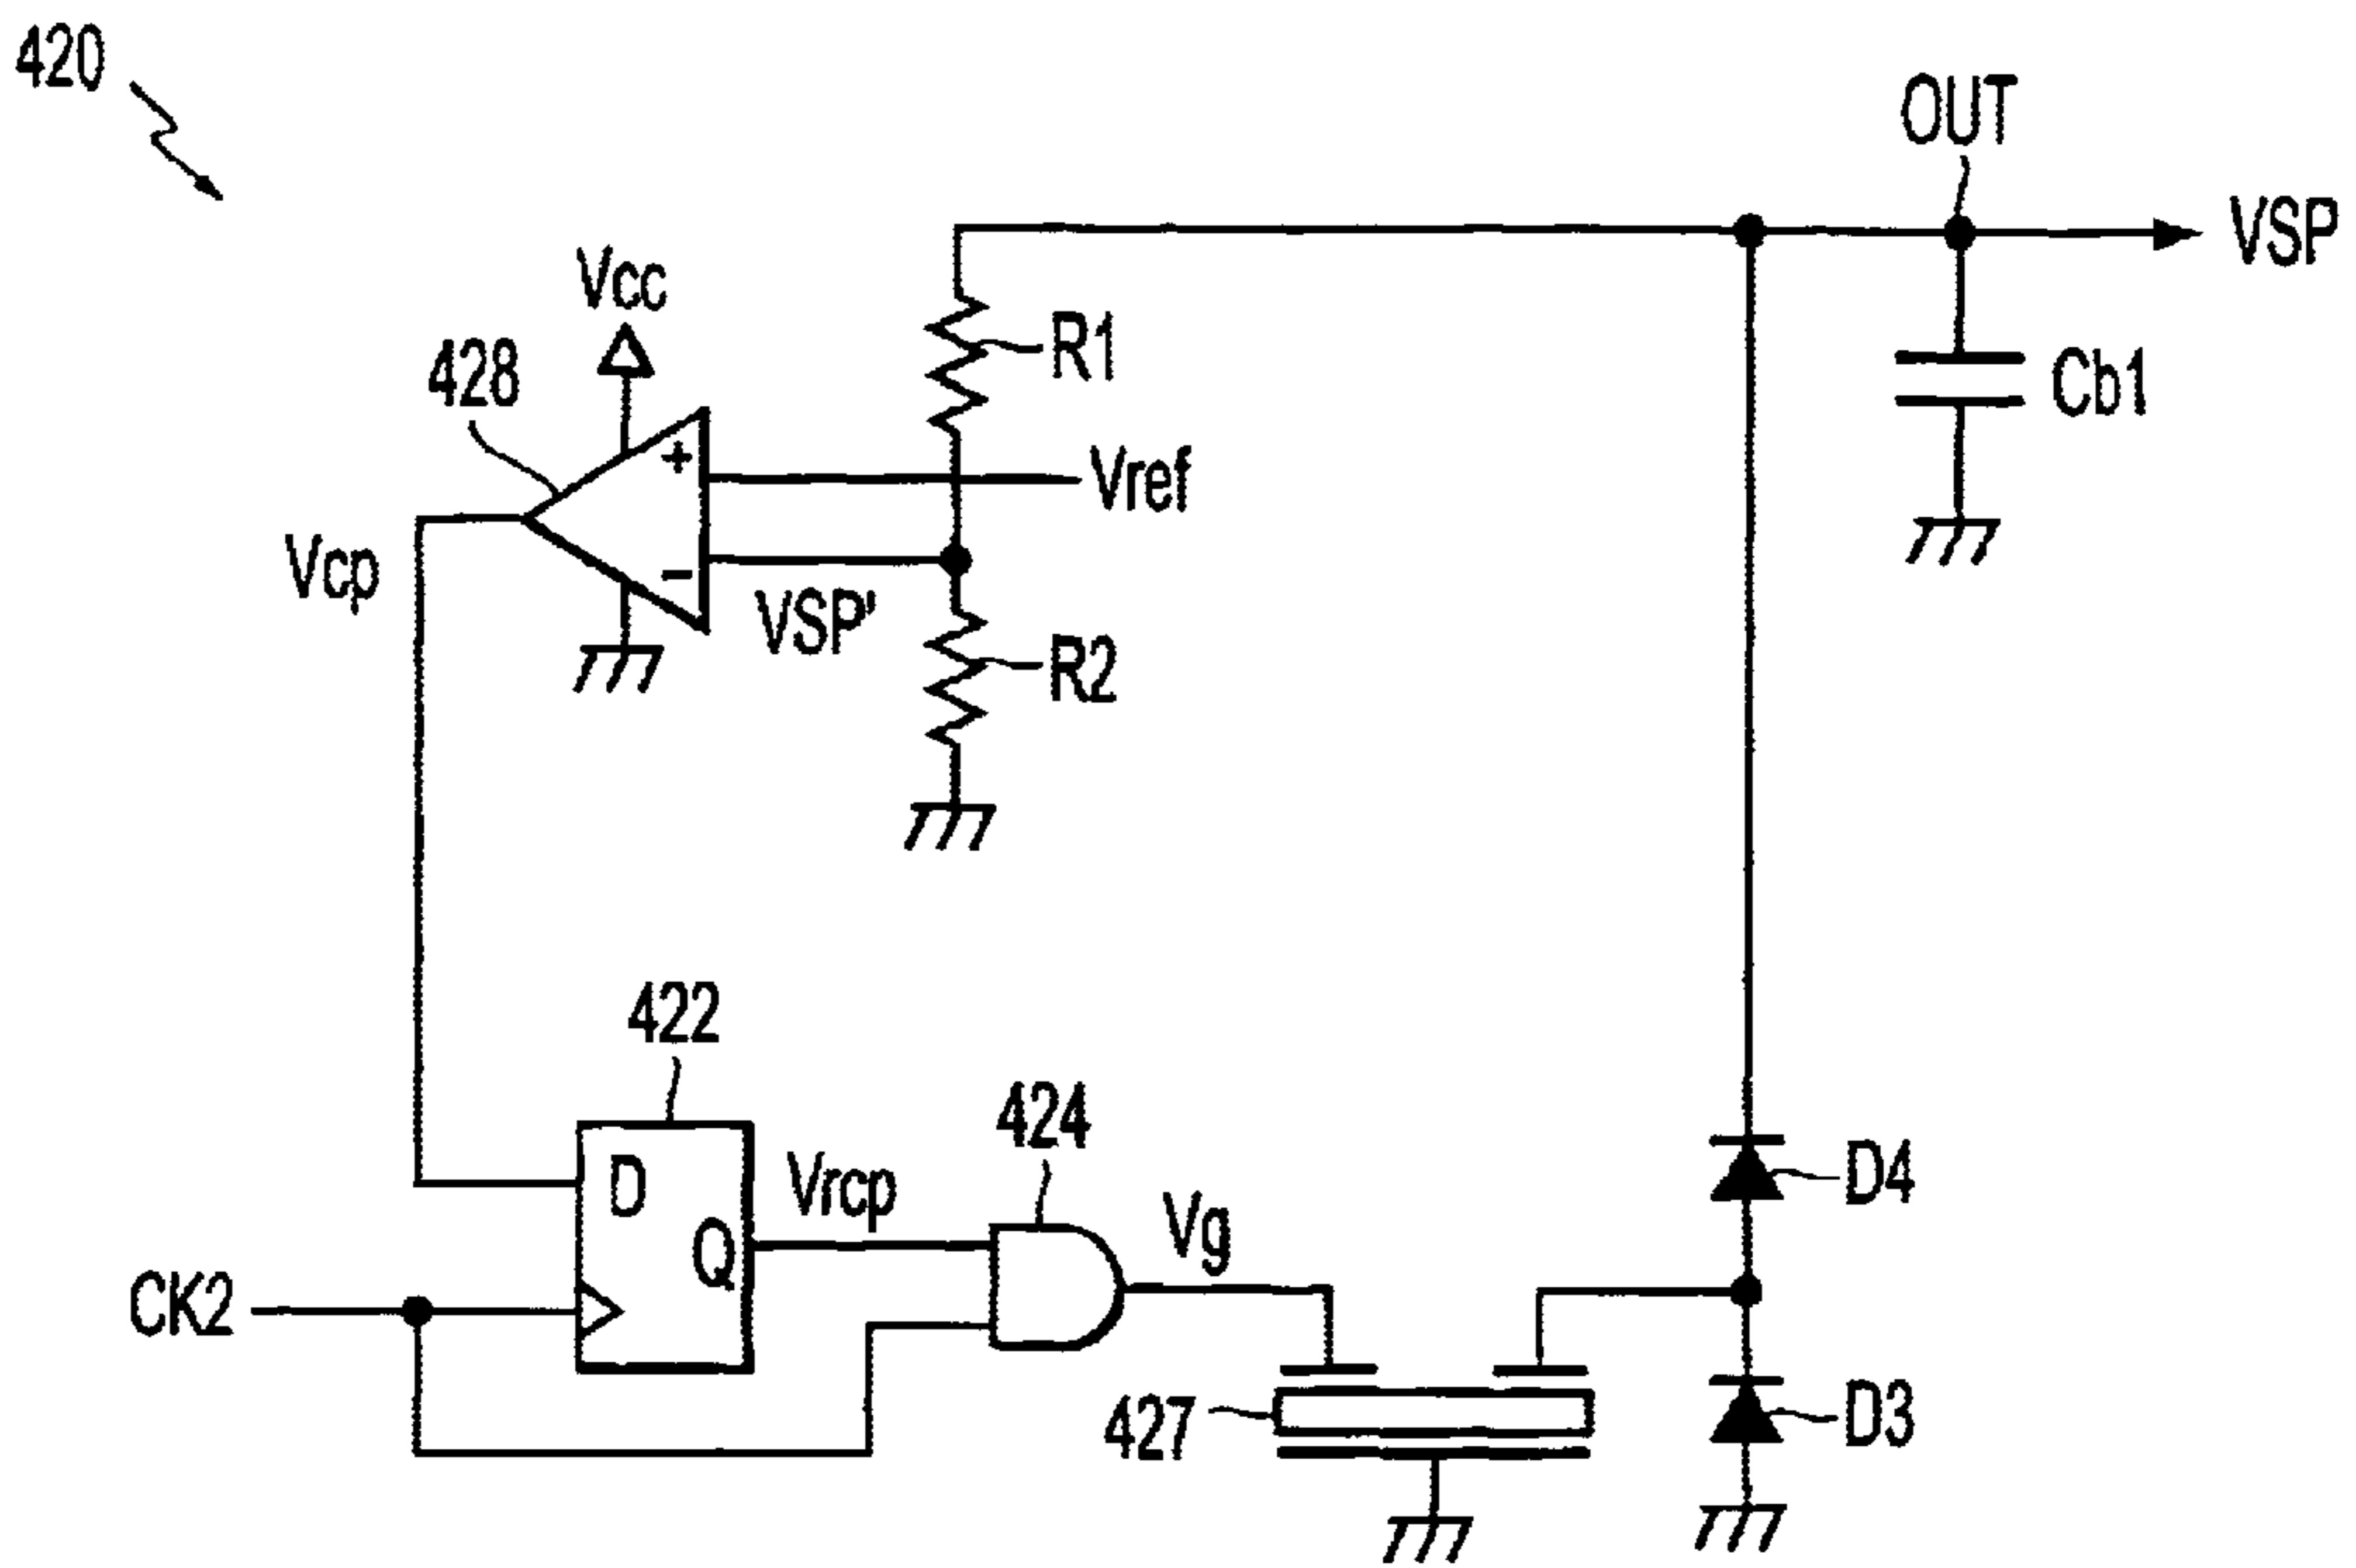 420
OUT
VSP
Vcc
R1
428
Cb1
+
Vref
Vcp
−
VSP'
R2
422
424
D4
D
Vrcp
Vg
Q
CK2
427
D3